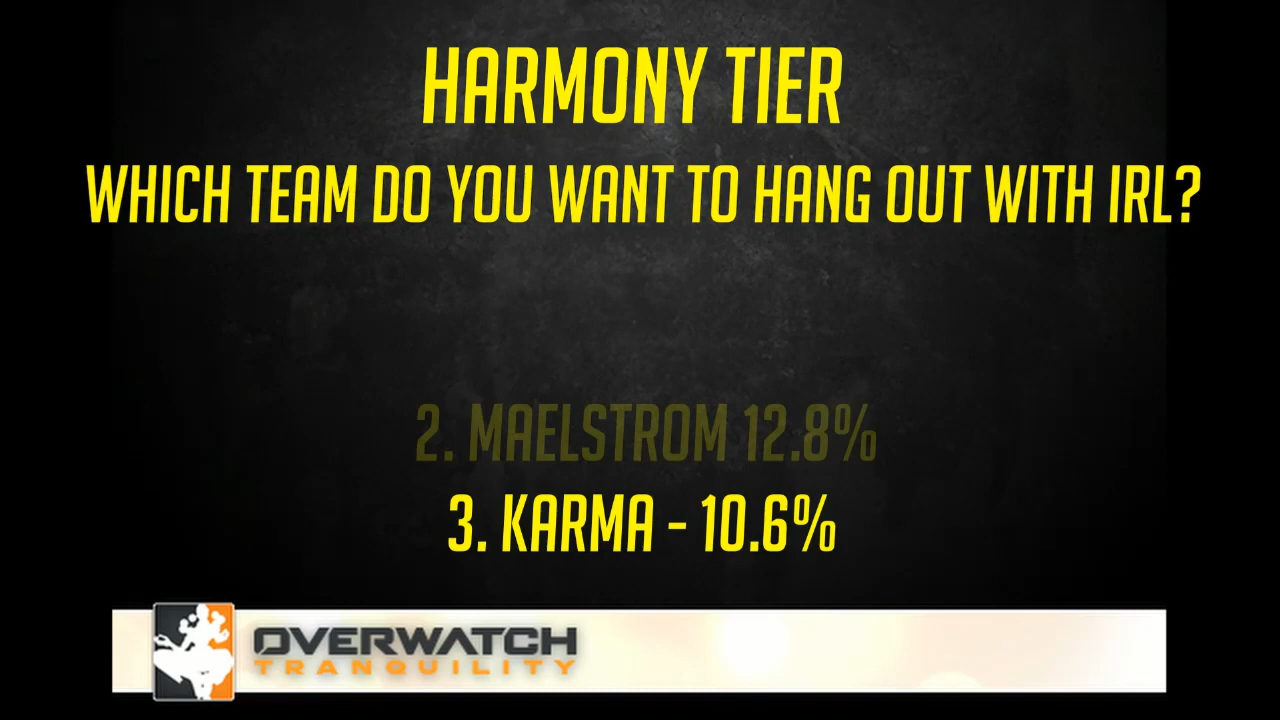 HARMONY TIER
WHICH TEAM DO YOU WANT TO HANG OUT WITH IRL?
2. MAELSTROM 12.8%
3. KARMA - 10.6%
OVERWATCH
TRANQUILITY